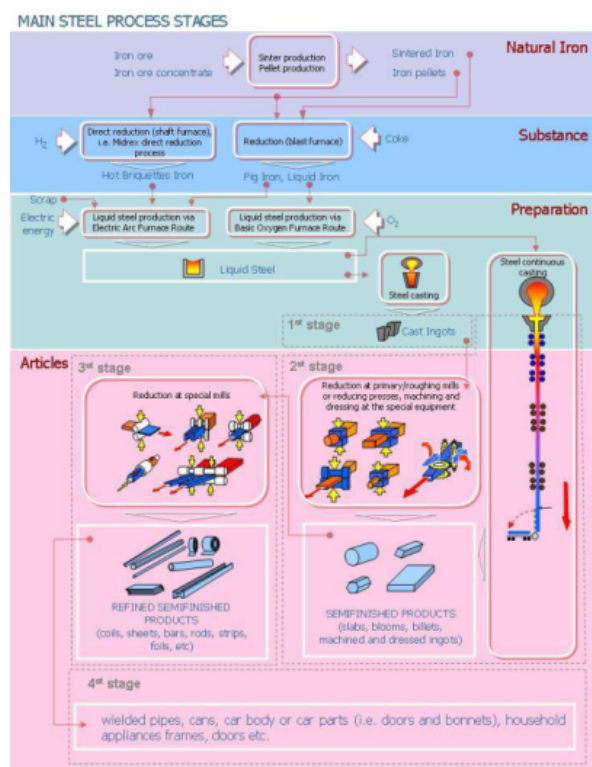 MAIN STEEL PROCESS STAGES
Natural Iron
Iron ore
Iron ore concentrate
Sinter production
Pellet production
Sintered Iron
Iron pellets
Substance
H2
Direct reduction (shaft furnace),
i.e. Midrex direct reduction
process
Reduction (blast furnace)
Coke
Hot Briquettes Iron
Pig Iron, Liquid Iron
Preparation
Scrap
Electric
energy
Liquid steel production via
Electric Arc Furnace Route
Liquid steel production via
Basic Oxygen Furnace Route
O2
Liquid Steel
Steel casting
Steel continuous
casting
1st stage
Cast Ingots
Articles
3st stage
Reduction at special mills
2st stage
Reduction at primary/roughing mills
or reducing presses, machining and
dressing at the special equipment
REFINED SEMIFINISHED
PRODUCTS
(coils, sheets, bars, rods, strips,
foils, etc)
SEMIFINISHED PRODUCTS
(slabs, blooms, billets,
machined and dressed ingots)
4st stage
wielded pipes, cans, car body or car parts (i.e. doors and bonnets), household
appliances frames, doors etc.